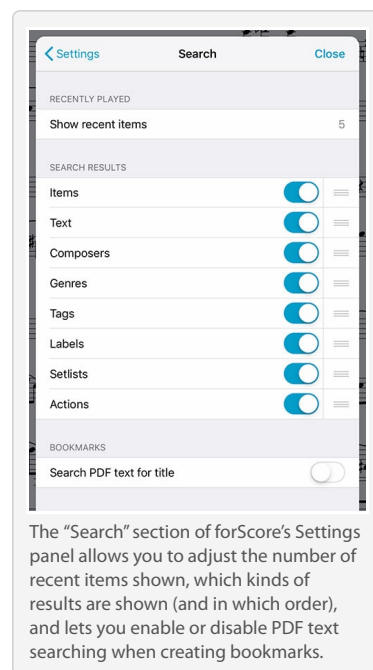 Settings Search Close
RECENTLY PLAYED
Show recent items 5
SEARCH RESULTS
Items
Text
Composers
Genres
Tags
Labels
Setlists
Actions
BOOKMARKS
Search PDF text for title
The “Search” section of forScore’s Settings
panel allows you to adjust the number of
recent items shown, which kinds of
results are shown (and in which order),
and lets you enable or disable PDF text
searching when creating bookmarks.